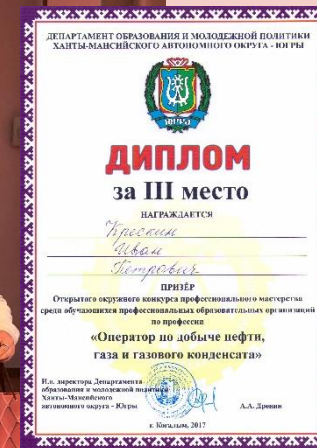 ДЕПАРТАМЕНТ ОБРАЗОВАНИЯ И МОЛОДЕЖНОЙ ПОЛИТИКИ
ХАНТЫ-МАНСИЙСКОГО АВТОНОМНОГО ОКРУГА - ЮГРЫ
ЮГРА
ДИПЛОМ
за III место
НАГРАЖДАЕТСЯ
Иван
Петрович
ПРИЗЁР
Открытого окружного конкурса профессионального мастерства
среди обучающихся профессиональных образовательных организаций
по профессии
«Оператор по добыче нефти,
газа и газового конденсата»
И.о. директора Департамента
образования и молодежной политики
Ханты-Мансийского
автономного округа - Югры
А.А. Дренин
г. Когалым, 2017